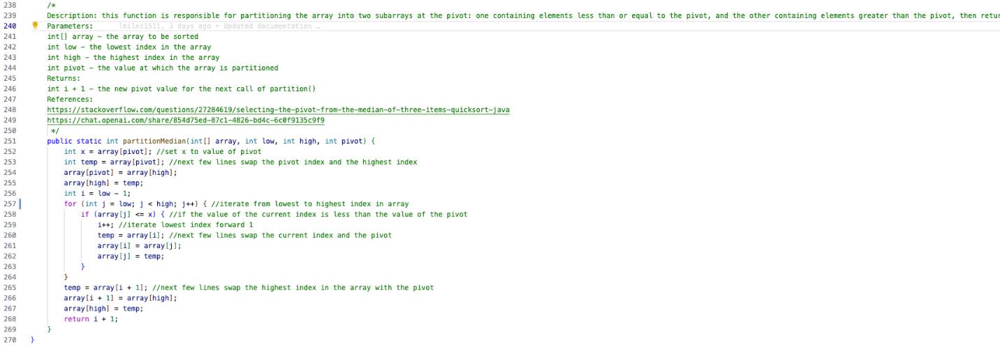 238 /*
239 Description: this function is responsible for partitioning the array into two subarrays at the pivot: one containing elements less than or equal to the pivot, and the other containing elements greater than the pivot, then retur
240 Parameters: lmiles1511, 3 days ago • Updated documentation …
241 int[] array – the array to be sorted
242 int low – the lowest index in the array
243 int high – the highest index in the array
244 int pivot – the value at which the array is partitioned
245 Returns:
246 int i + 1 – the new pivot value for the next call of partition()
247 References:
248 https://stackoverflow.com/questions/27284619/selecting-the-pivot-from-the-median-of-three-items-quicksort-java
249 https://chat.openai.com/share/854d75ed-87c1-4826-bd4c-6c0f9135c9f9
250 */
251 public static int partitionMedian(int[] array, int low, int high, int pivot) {
252 int x = array[pivot]; //set x to value of pivot
253 int temp = array[pivot]; //next few lines swap the pivot index and the highest index
254 array[pivot] = array[high];
255 array[high] = temp;
256 int i = low – 1;
257 for (int j = low; j < high; j++) { //iterate from lowest to highest index in array
258 if (array[j] <= x) { //if the value of the current index is less than the value of the pivot
259 i++; //iterate lowest index forward 1
260 temp = array[i]; //next few lines swap the current index and the pivot
261 array[i] = array[j];
262 array[j] = temp;
263 }
264 }
265 temp = array[i + 1]; //next few lines swap the highest index in the array with the pivot
266 array[i + 1] = array[high];
267 array[high] = temp;
268 return i + 1;
269 }
270 }